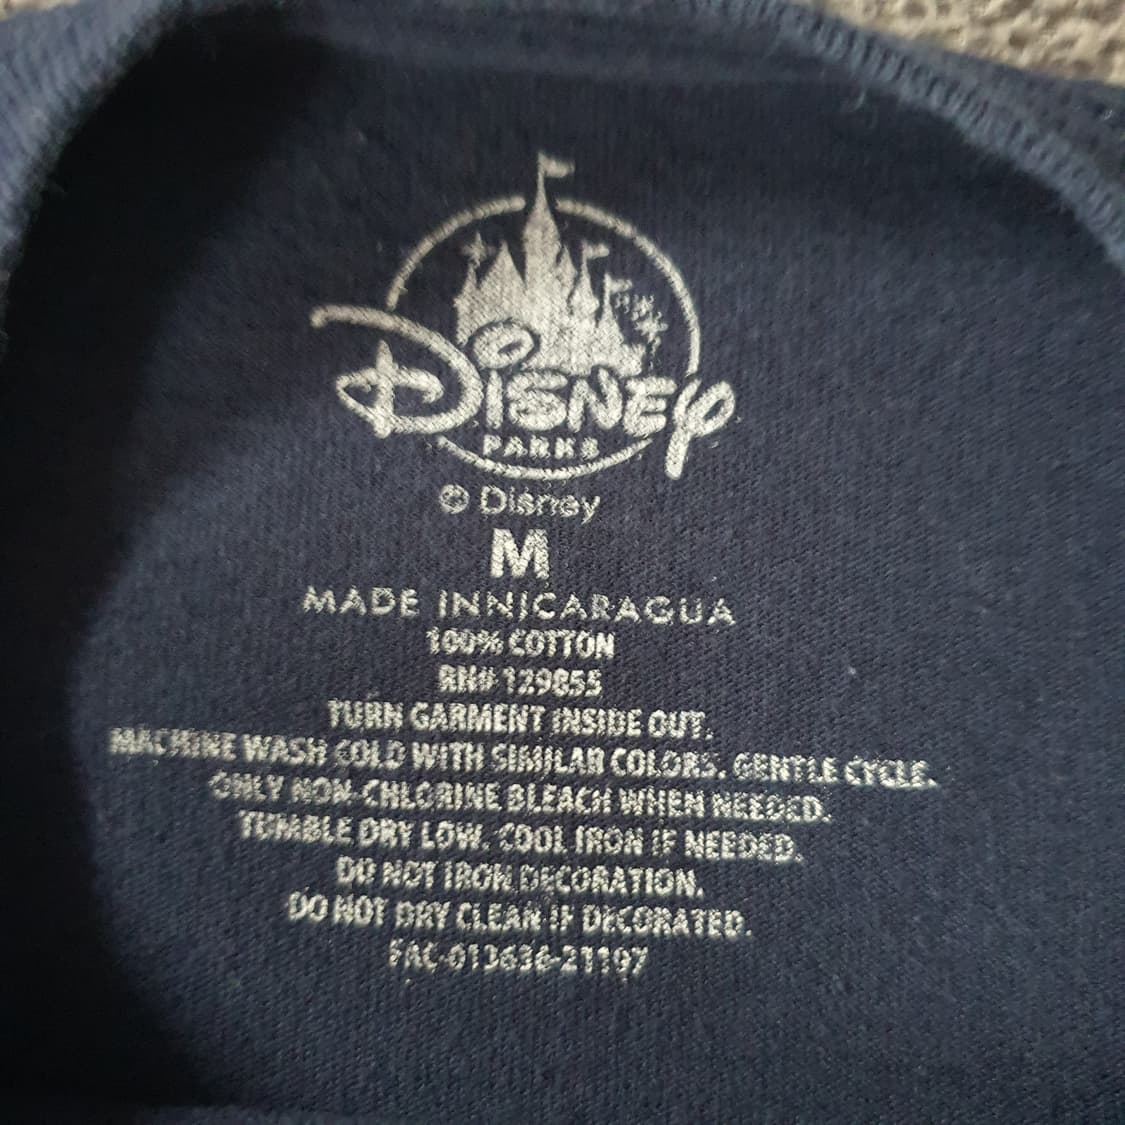 Disney
PARKS
© Disney
M
MADE IN NICARAGUA
100% COTTON
RN# 129855
TURN GARMENT INSIDE OUT.
MACHINE WASH COLD WITH SIMILAR COLORS. GENTLE CYCLE.
ONLY NON-CHLORINE BLEACH WHEN NEEDED.
TUMBLE DRY LOW. COOL IRON IF NEEDED.
DO NOT IRON DECORATION.
DO NOT DRY CLEAN IF DECORATED.
FAC-013636-21197